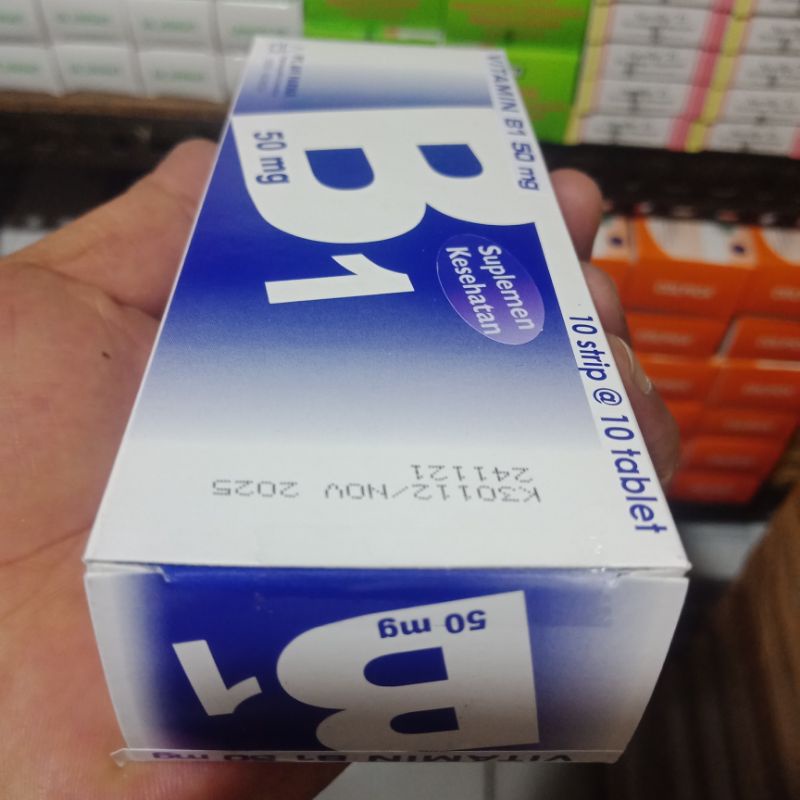 VITAMIN B1 50 mg
B1
50 mg
Suplemen
Kesehatan
10 strip @ 10 tablet
K30112/NOV 2025
241121
B1
50 mg
VITAMIN B1 50 mg